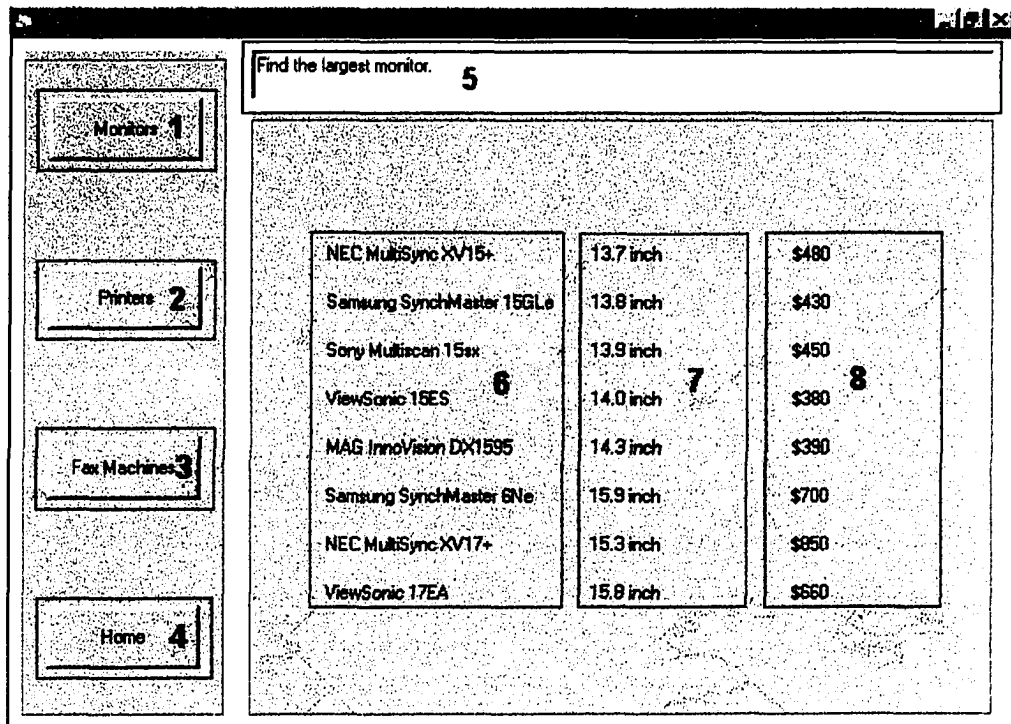 Find the largest monitor. 5
Monitors 1
Printers 2
Fax Machines 3
Home 4
NEC MultiSync XV15+ 13.7 inch $480
Samsung SynchMaster 15GLe 13.8 inch $430
Sony Multiscan 15sx 13.9 inch $450
6 7 8
ViewSonic 15ES 14.0 inch $380
MAG InnoVision DX1595 14.3 inch $390
Samsung SynchMaster 6Ne 15.9 inch $700
NEC MultiSync XV17+ 15.3 inch $850
ViewSonic 17EA 15.8 inch $660